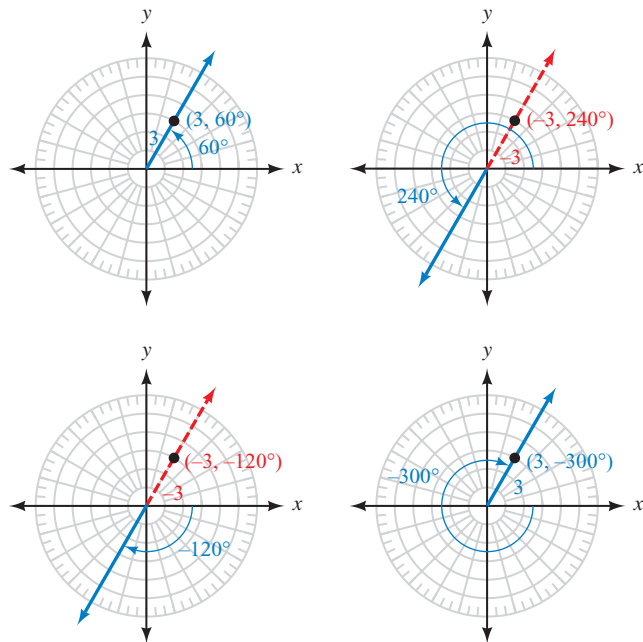 y
y
(3, 60°)
3
60°
x
(–3, 240°)
–3
240°
x
y
y
(–3, –120°)
–3
–120°
x
(3, –300°)
–300°
3
x